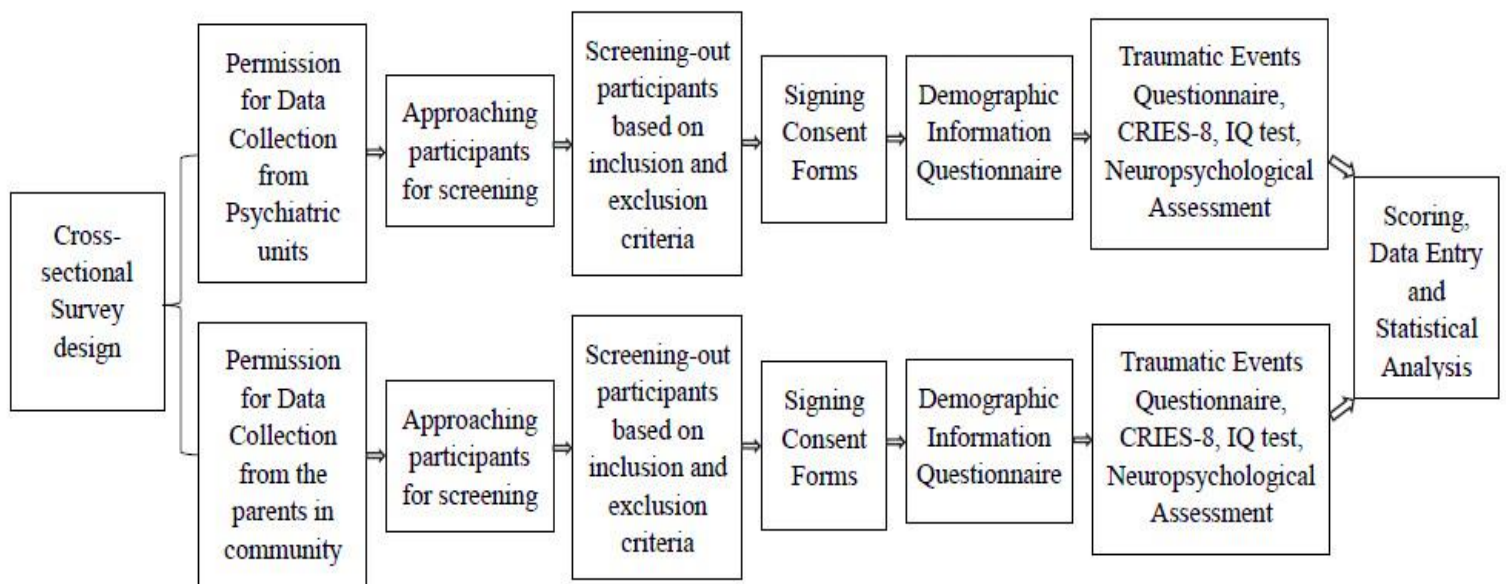 Cross-
sectional
Survey
design
Permission
for Data
Collection
from
Psychiatric
units
Approaching
participants
for screening
Screening-out
participants
based on
inclusion and
exclusion
criteria
Signing
Consent
Forms
Demographic
Information
Questionnaire
Traumatic Events
Questionnaire,
CRIES-8, IQ test,
Neuropsychological
Assessment
Permission
for Data
Collection
from the
parents in
community
Approaching
participants
for screening
Screening-out
participants
based on
inclusion and
exclusion
criteria
Signing
Consent
Forms
Demographic
Information
Questionnaire
Traumatic Events
Questionnaire,
CRIES-8, IQ test,
Neuropsychological
Assessment
Scoring,
Data Entry
and
Statistical
Analysis